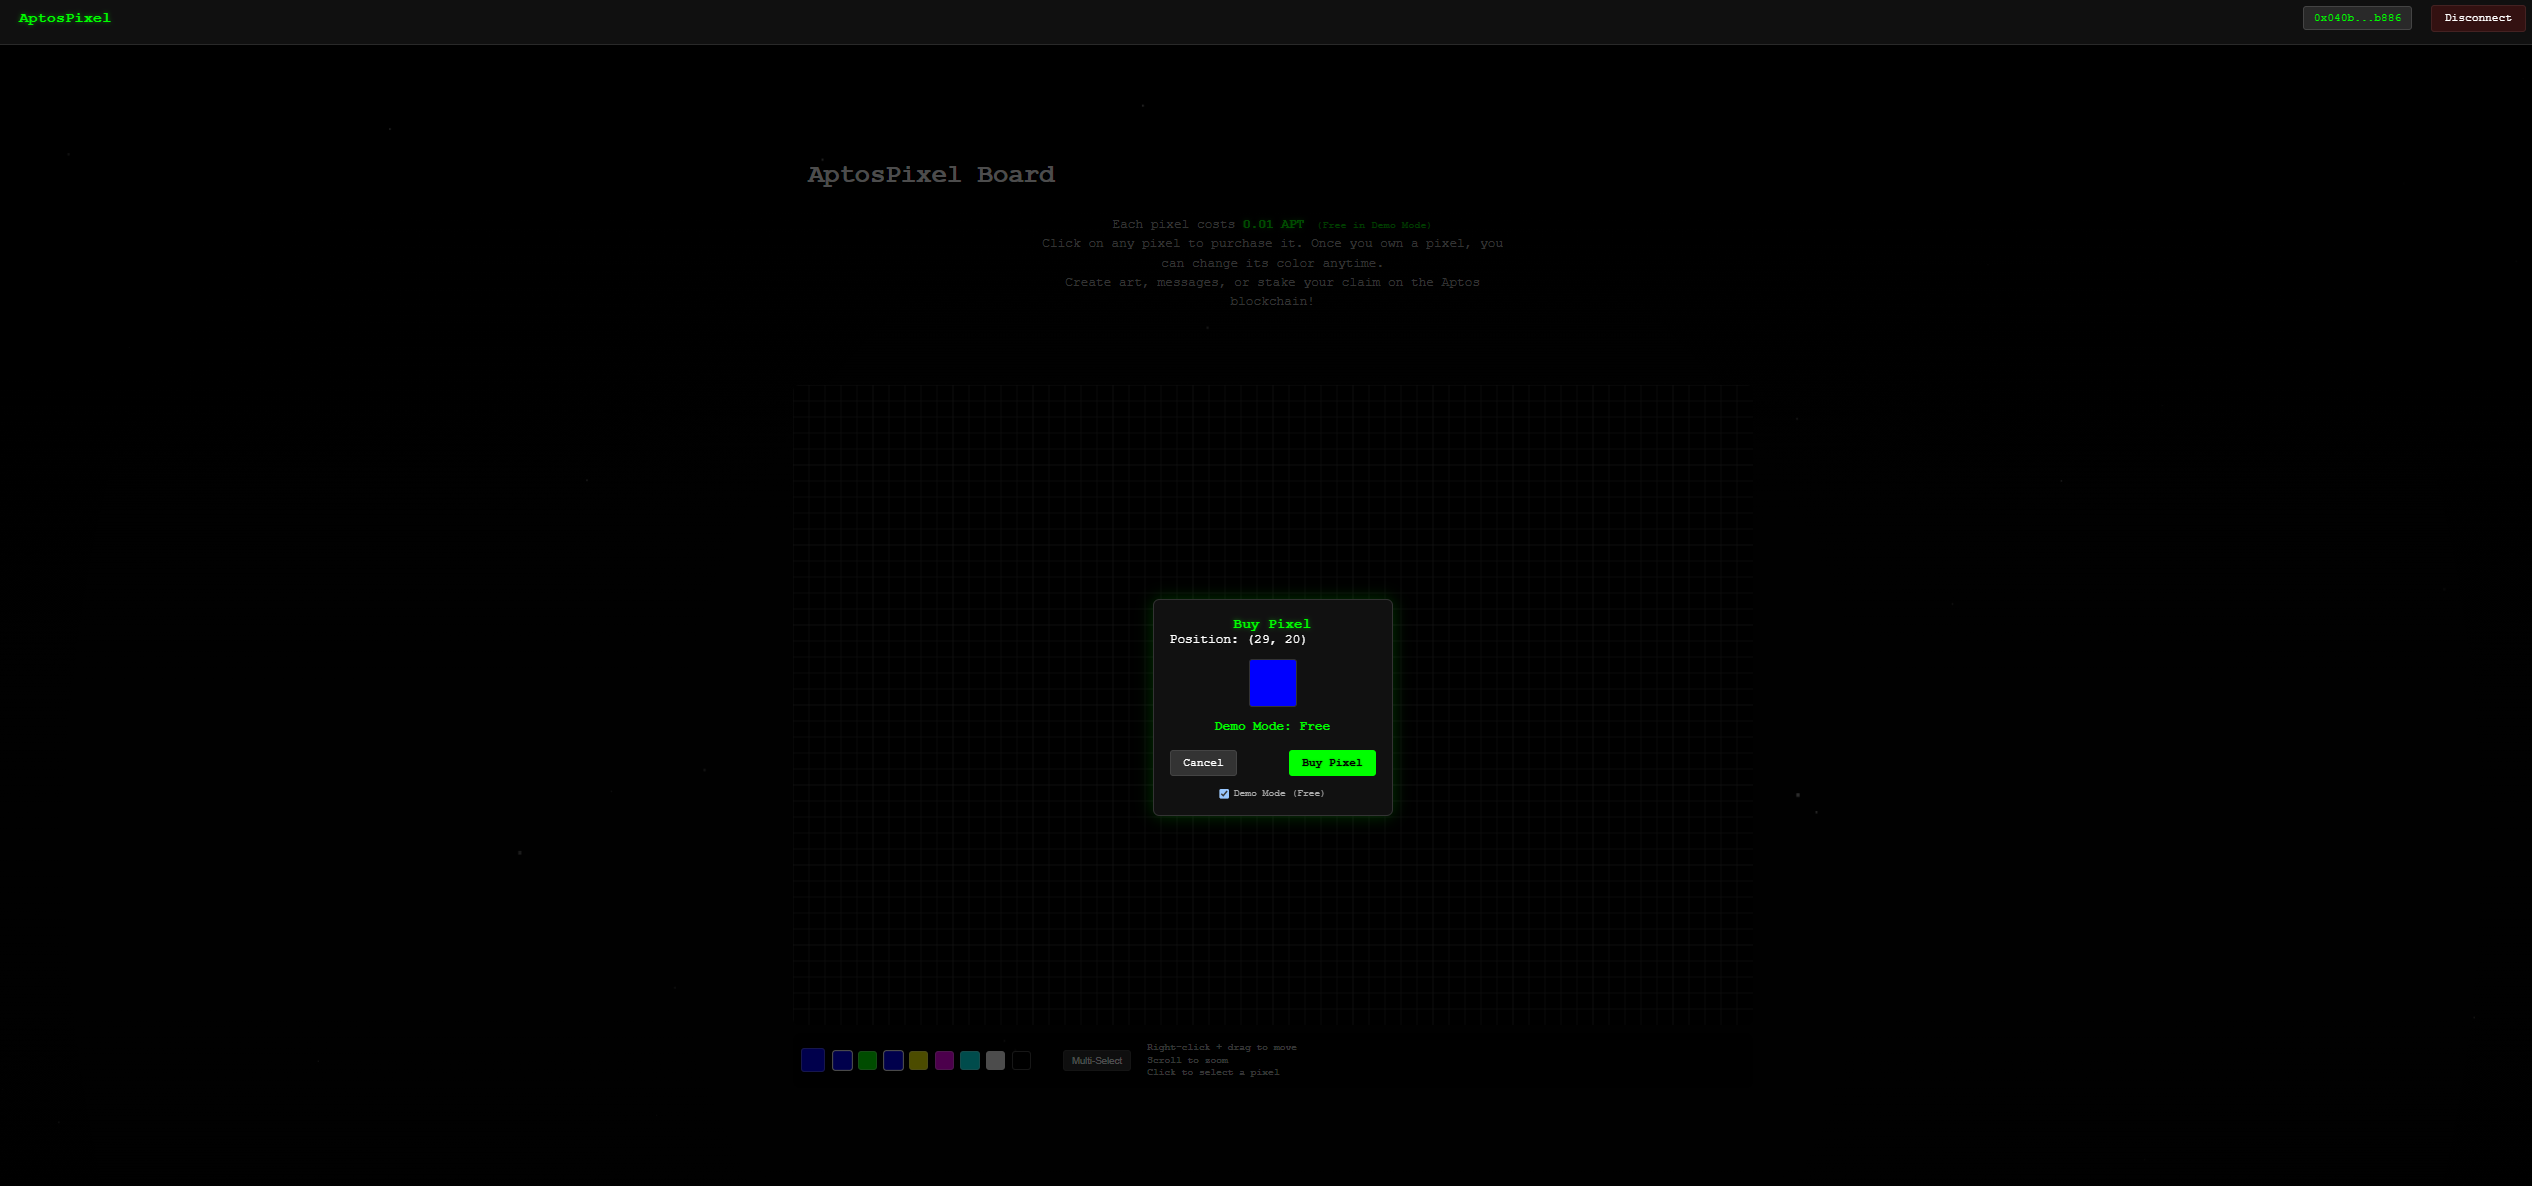 AptosPixel
0x040b...b886
Disconnect
AptosPixel Board
Each pixel costs 0.01 APT (Free in Demo Mode)
Click on any pixel to purchase it. Once you own a pixel, you
can change its color anytime.
Create art, messages, or stake your claim on the Aptos
blockchain!
Buy Pixel
Position: (29, 20)
Demo Mode: Free
Cancel
Buy Pixel
Demo Mode (Free)
Multi-Select
Right-click + drag to move
Scroll to zoom
Click to select a pixel